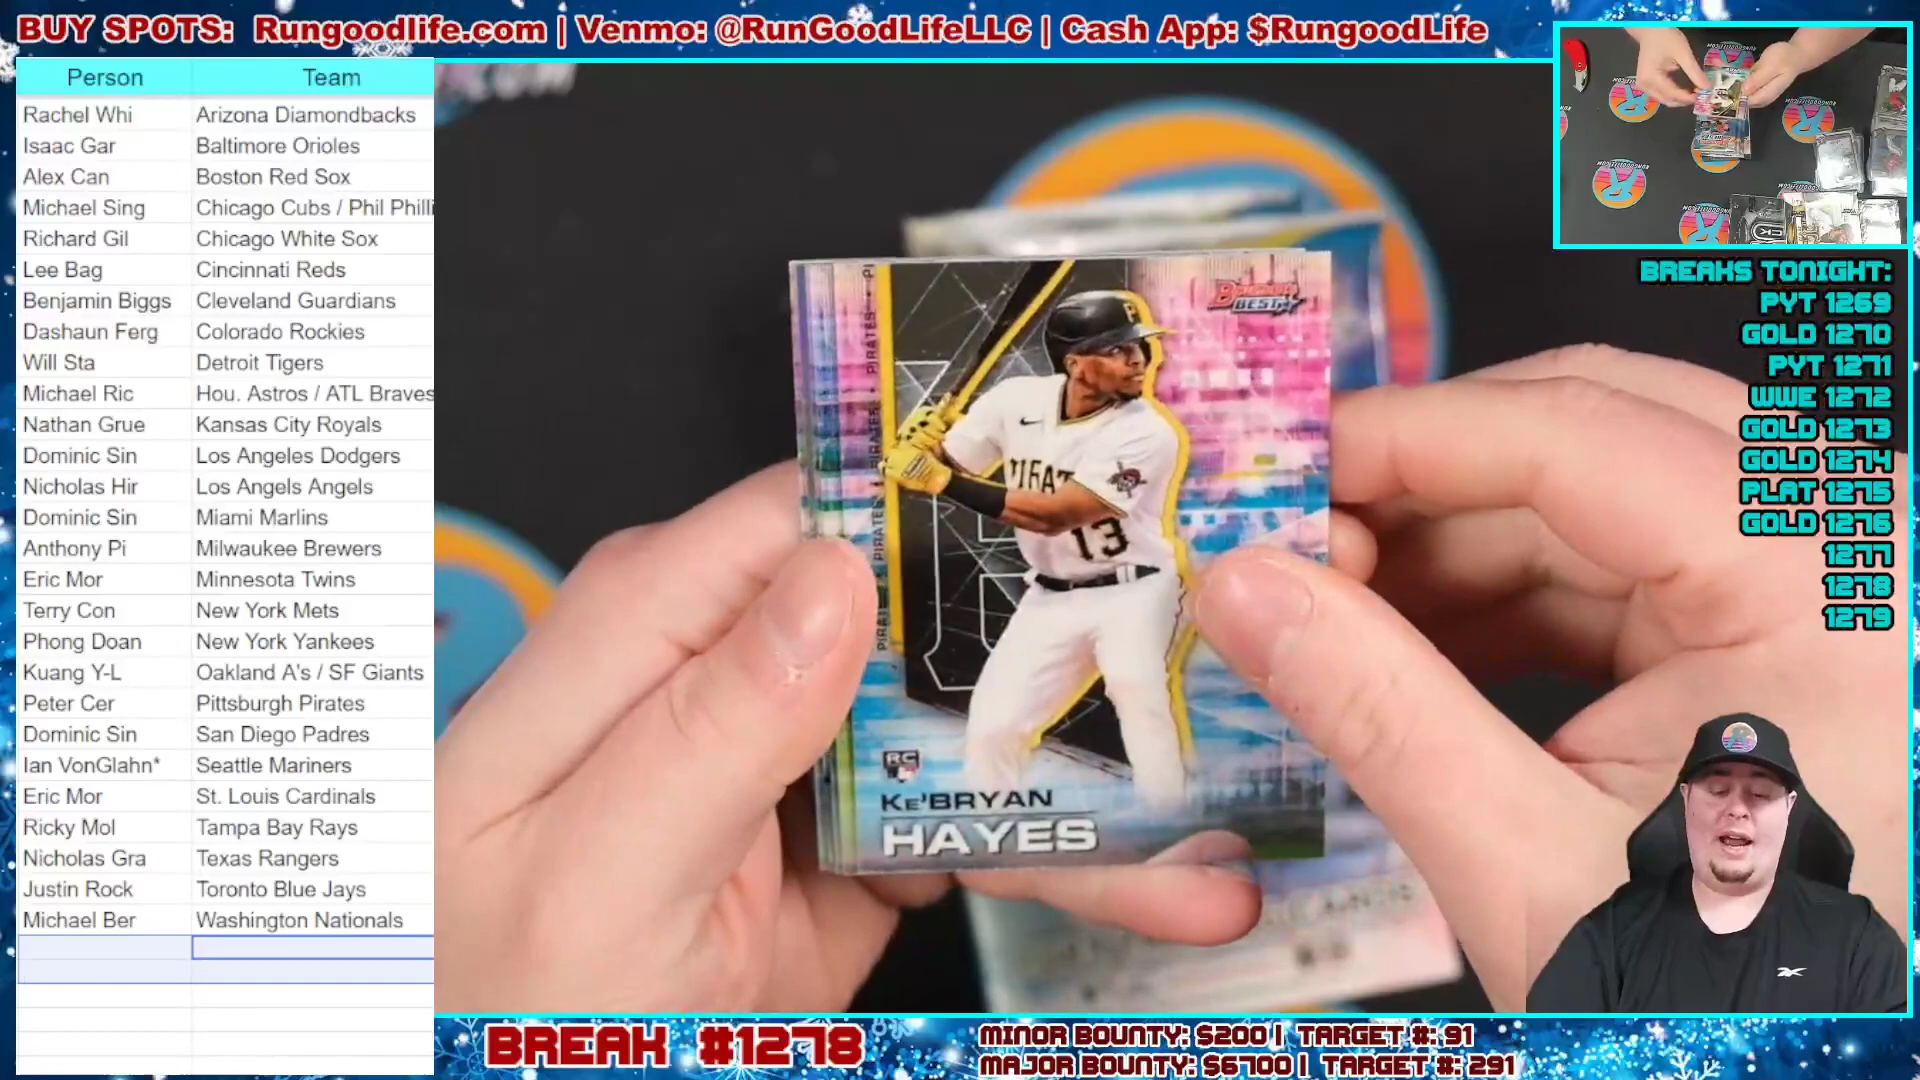 BUY SPOTS: Rungoodlife.com | Venmo: @RunGoodLifeLLC | Cash App: $RungoodLife
Person Team
Rachel Whi Arizona Diamondbacks
Isaac Gar Baltimore Orioles
Alex Can Boston Red Sox
Michael Sing Chicago Cubs / Phil Philli
Richard Gil Chicago White Sox
Lee Bag Cincinnati Reds
Benjamin Biggs Cleveland Guardians
Dashaun Ferg Colorado Rockies
Will Sta Detroit Tigers
Michael Ric Hou. Astros / ATL Braves
Nathan Grue Kansas City Royals
Dominic Sin Los Angeles Dodgers
Nicholas Hir Los Angels Angels
Dominic Sin Miami Marlins
Anthony Pi Milwaukee Brewers
Eric Mor Minnesota Twins
Terry Con New York Mets
Phong Doan New York Yankees
Kuang Y-L Oakland A's / SF Giants
Peter Cer Pittsburgh Pirates
Dominic Sin San Diego Padres
Ian VonGlahn* Seattle Mariners
Eric Mor St. Louis Cardinals
Ricky Mol Tampa Bay Rays
Nicholas Gra Texas Rangers
Justin Rock Toronto Blue Jays
Michael Ber Washington Nationals
BOWMAN'S
BEST
PIRATES • PIRATES • PIRATES
P
13
RC
KE'BRYAN
HAYES
BREAKS TONIGHT:
PYT 1269
GOLD 1270
PYT 1271
WWE 1272
GOLD 1273
GOLD 1274
PLAT 1275
GOLD 1276
1277
1278
1279
BREAK #1278
MINOR BOUNTY: $200 | TARGET #: 91
MAJOR BOUNTY: $6700 | TARGET #: 291